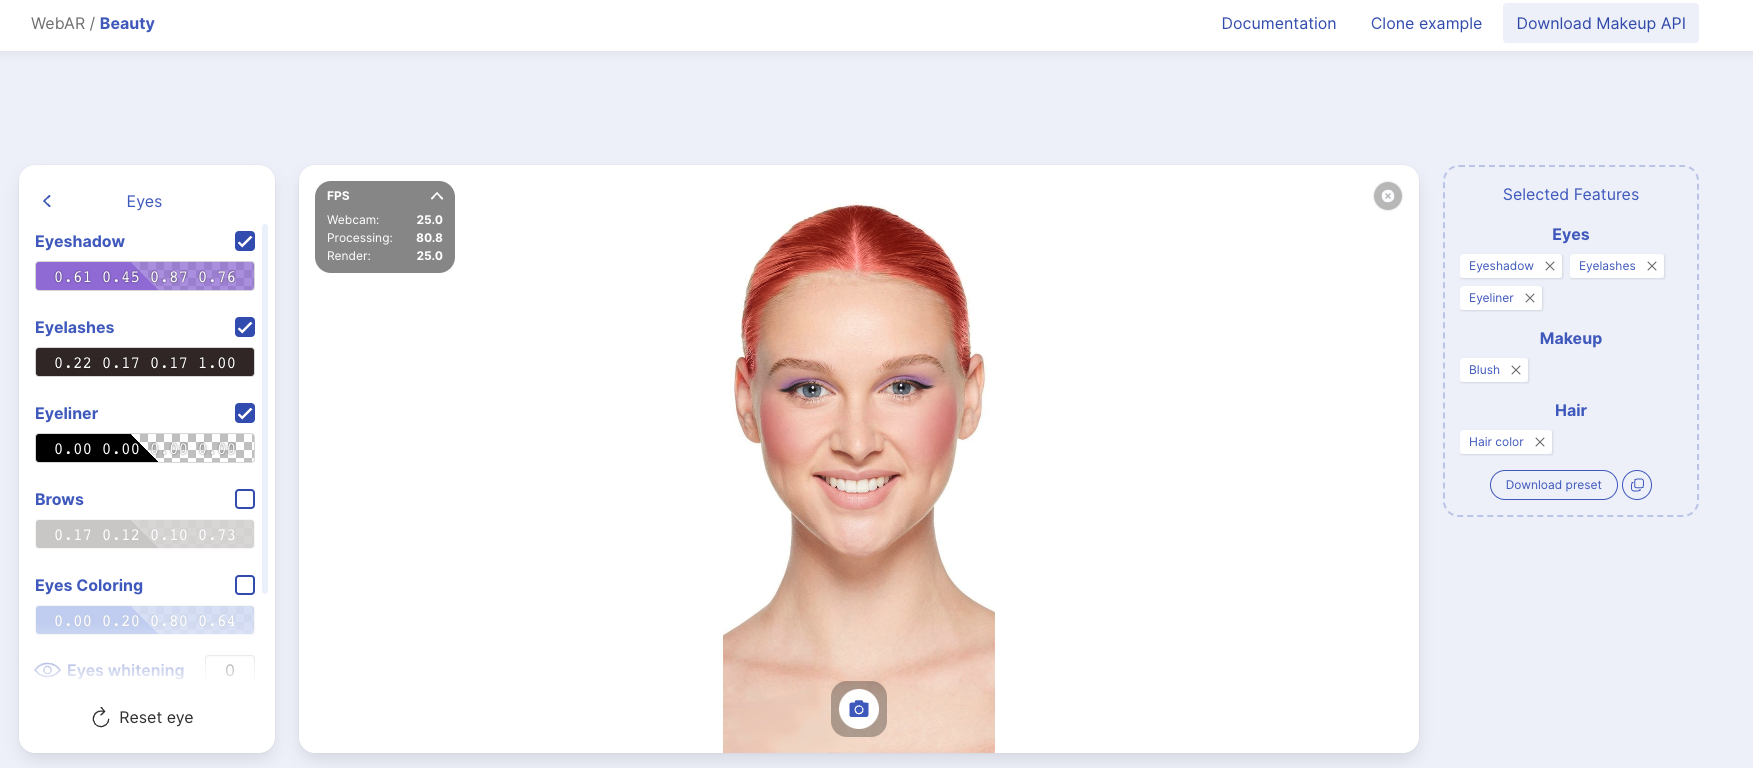 WebAR / Beauty
Documentation
Clone example
Download Makeup API
Eyes
Eyeshadow
0.61 0.45 0.87 0.76
Eyelashes
0.22 0.17 0.17 1.00
Eyeliner
0.00 0.00 0.00 0.00
Brows
0.17 0.12 0.10 0.73
Eyes Coloring
0.00 0.20 0.80 0.64
Eyes whitening 0
Reset eye
FPS
Webcam: 25.0
Processing: 80.8
Render: 25.0
Selected Features
Eyes
Eyeshadow
Eyelashes
Eyeliner
Makeup
Blush
Hair
Hair color
Download preset